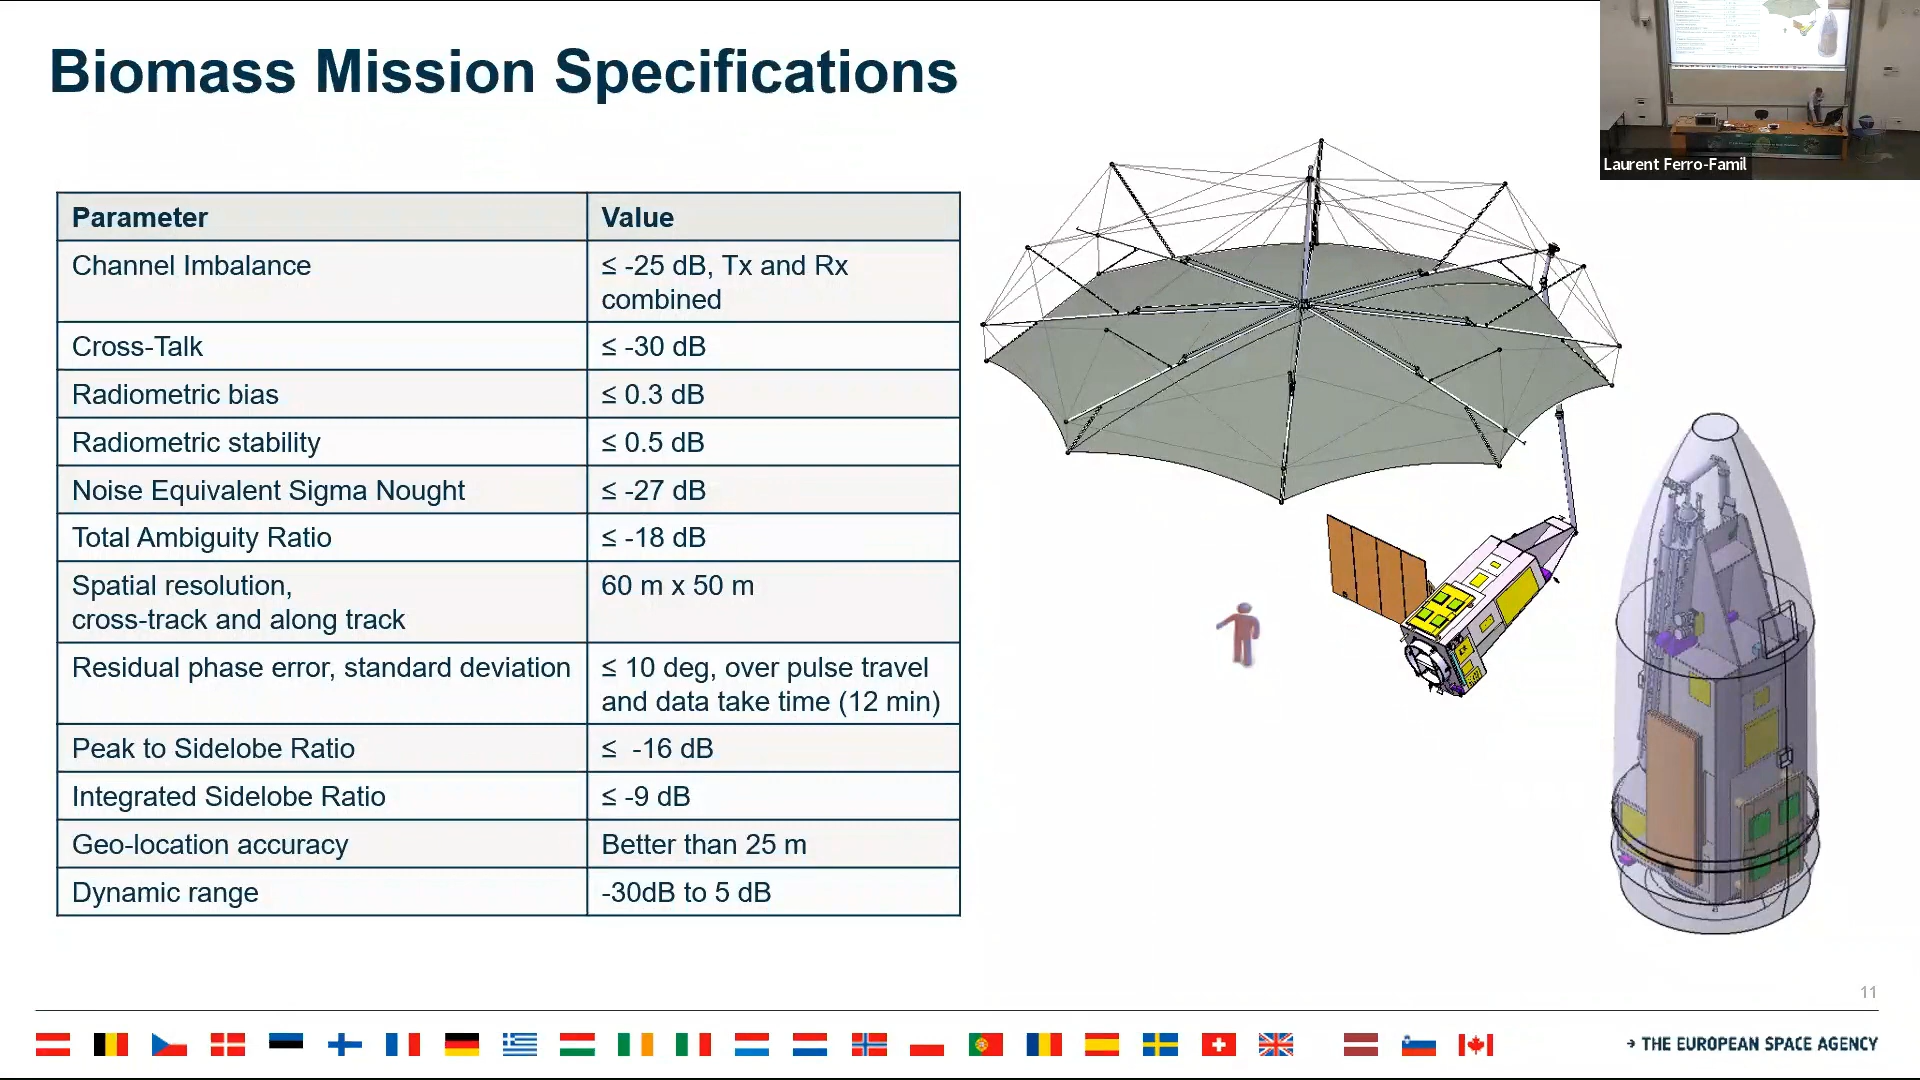 Biomass Mission Specifications
Laurent Ferro-Famil
Parameter Value
Channel Imbalance ≤ -25 dB, Tx and Rx
combined
Cross-Talk ≤ -30 dB
Radiometric bias ≤ 0.3 dB
Radiometric stability ≤ 0.5 dB
Noise Equivalent Sigma Nought ≤ -27 dB
Total Ambiguity Ratio ≤ -18 dB
Spatial resolution, 60 m x 50 m
cross-track and along track
Residual phase error, standard deviation ≤ 10 deg, over pulse travel
and data take time (12 min)
Peak to Sidelobe Ratio ≤  -16 dB
Integrated Sidelobe Ratio ≤ -9 dB
Geo-location accuracy Better than 25 m
Dynamic range -30dB to 5 dB
11
→ THE EUROPEAN SPACE AGENCY